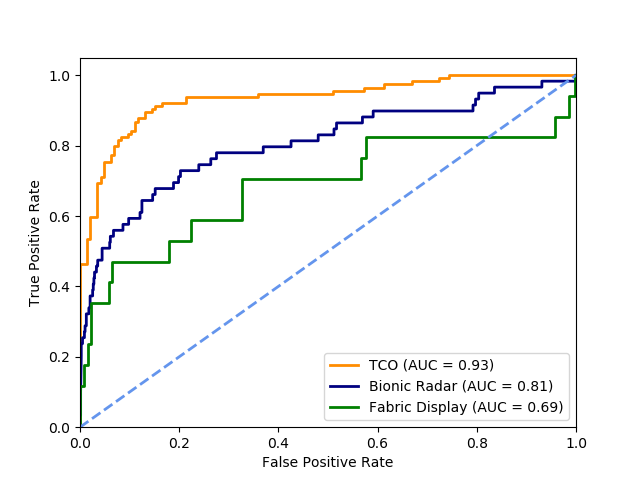 1.0
0.8
0.6
0.4
0.2
0.0
True Positive Rate
TCO (AUC = 0.93)
Bionic Radar (AUC = 0.81)
Fabric Display (AUC = 0.69)
0.0 0.2 0.4 0.6 0.8 1.0
False Positive Rate